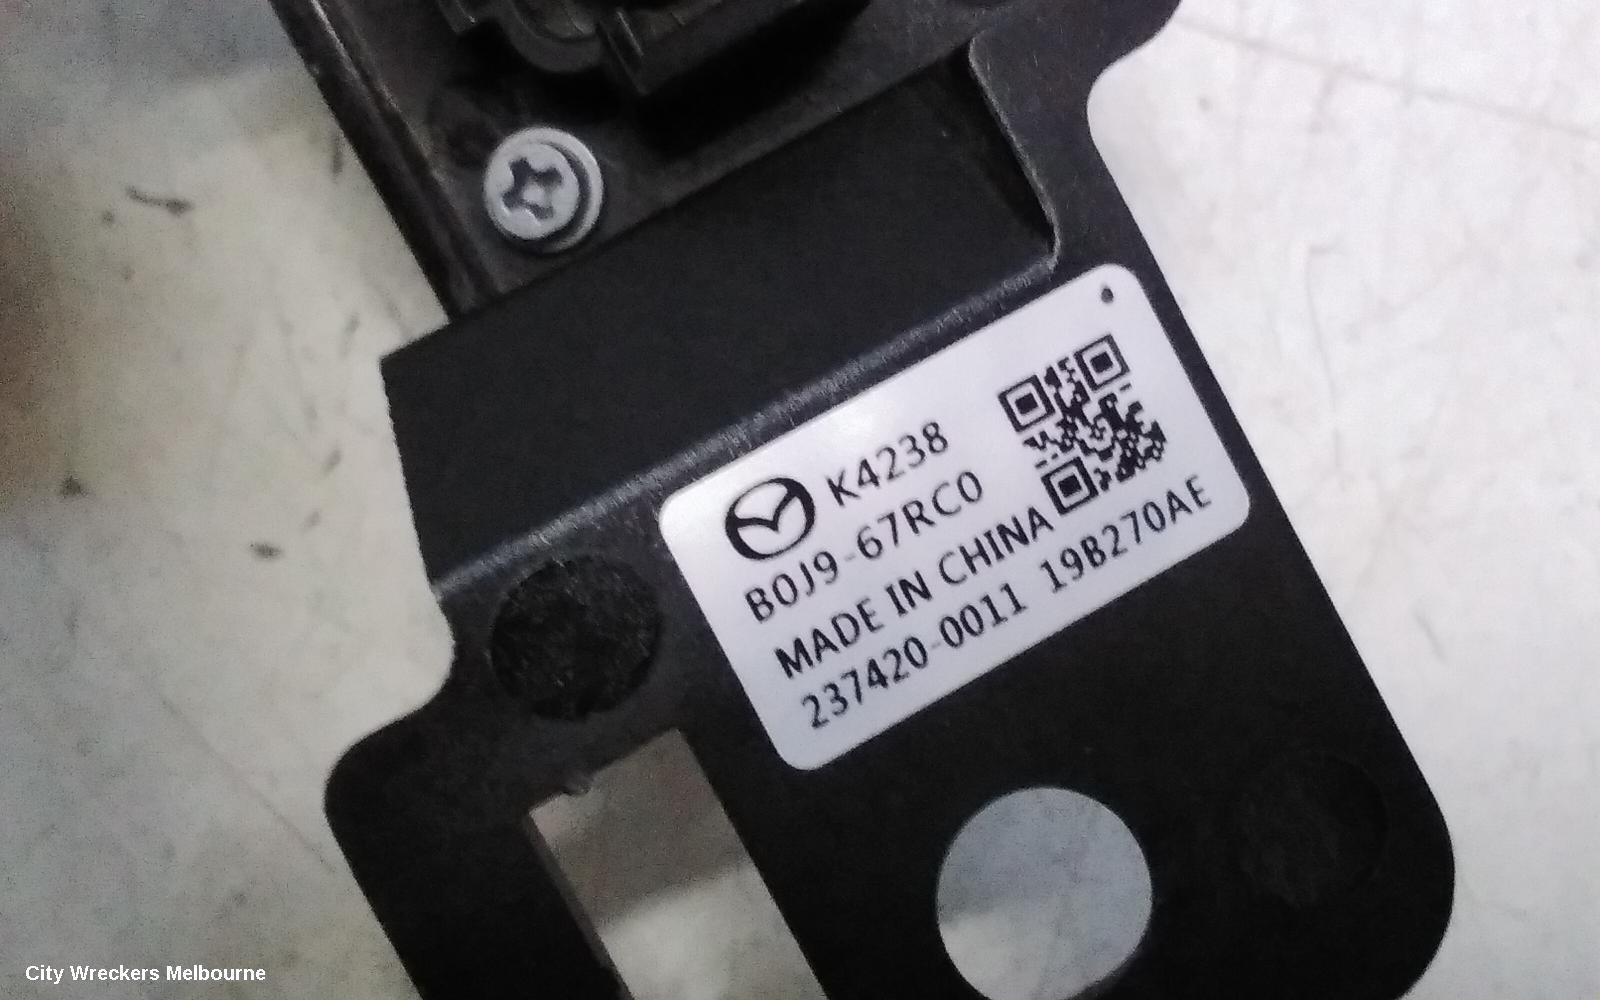 K4238
B0J9-67RC0
MADE IN CHINA
237420-0011 19B270AE
City Wreckers Melbourne